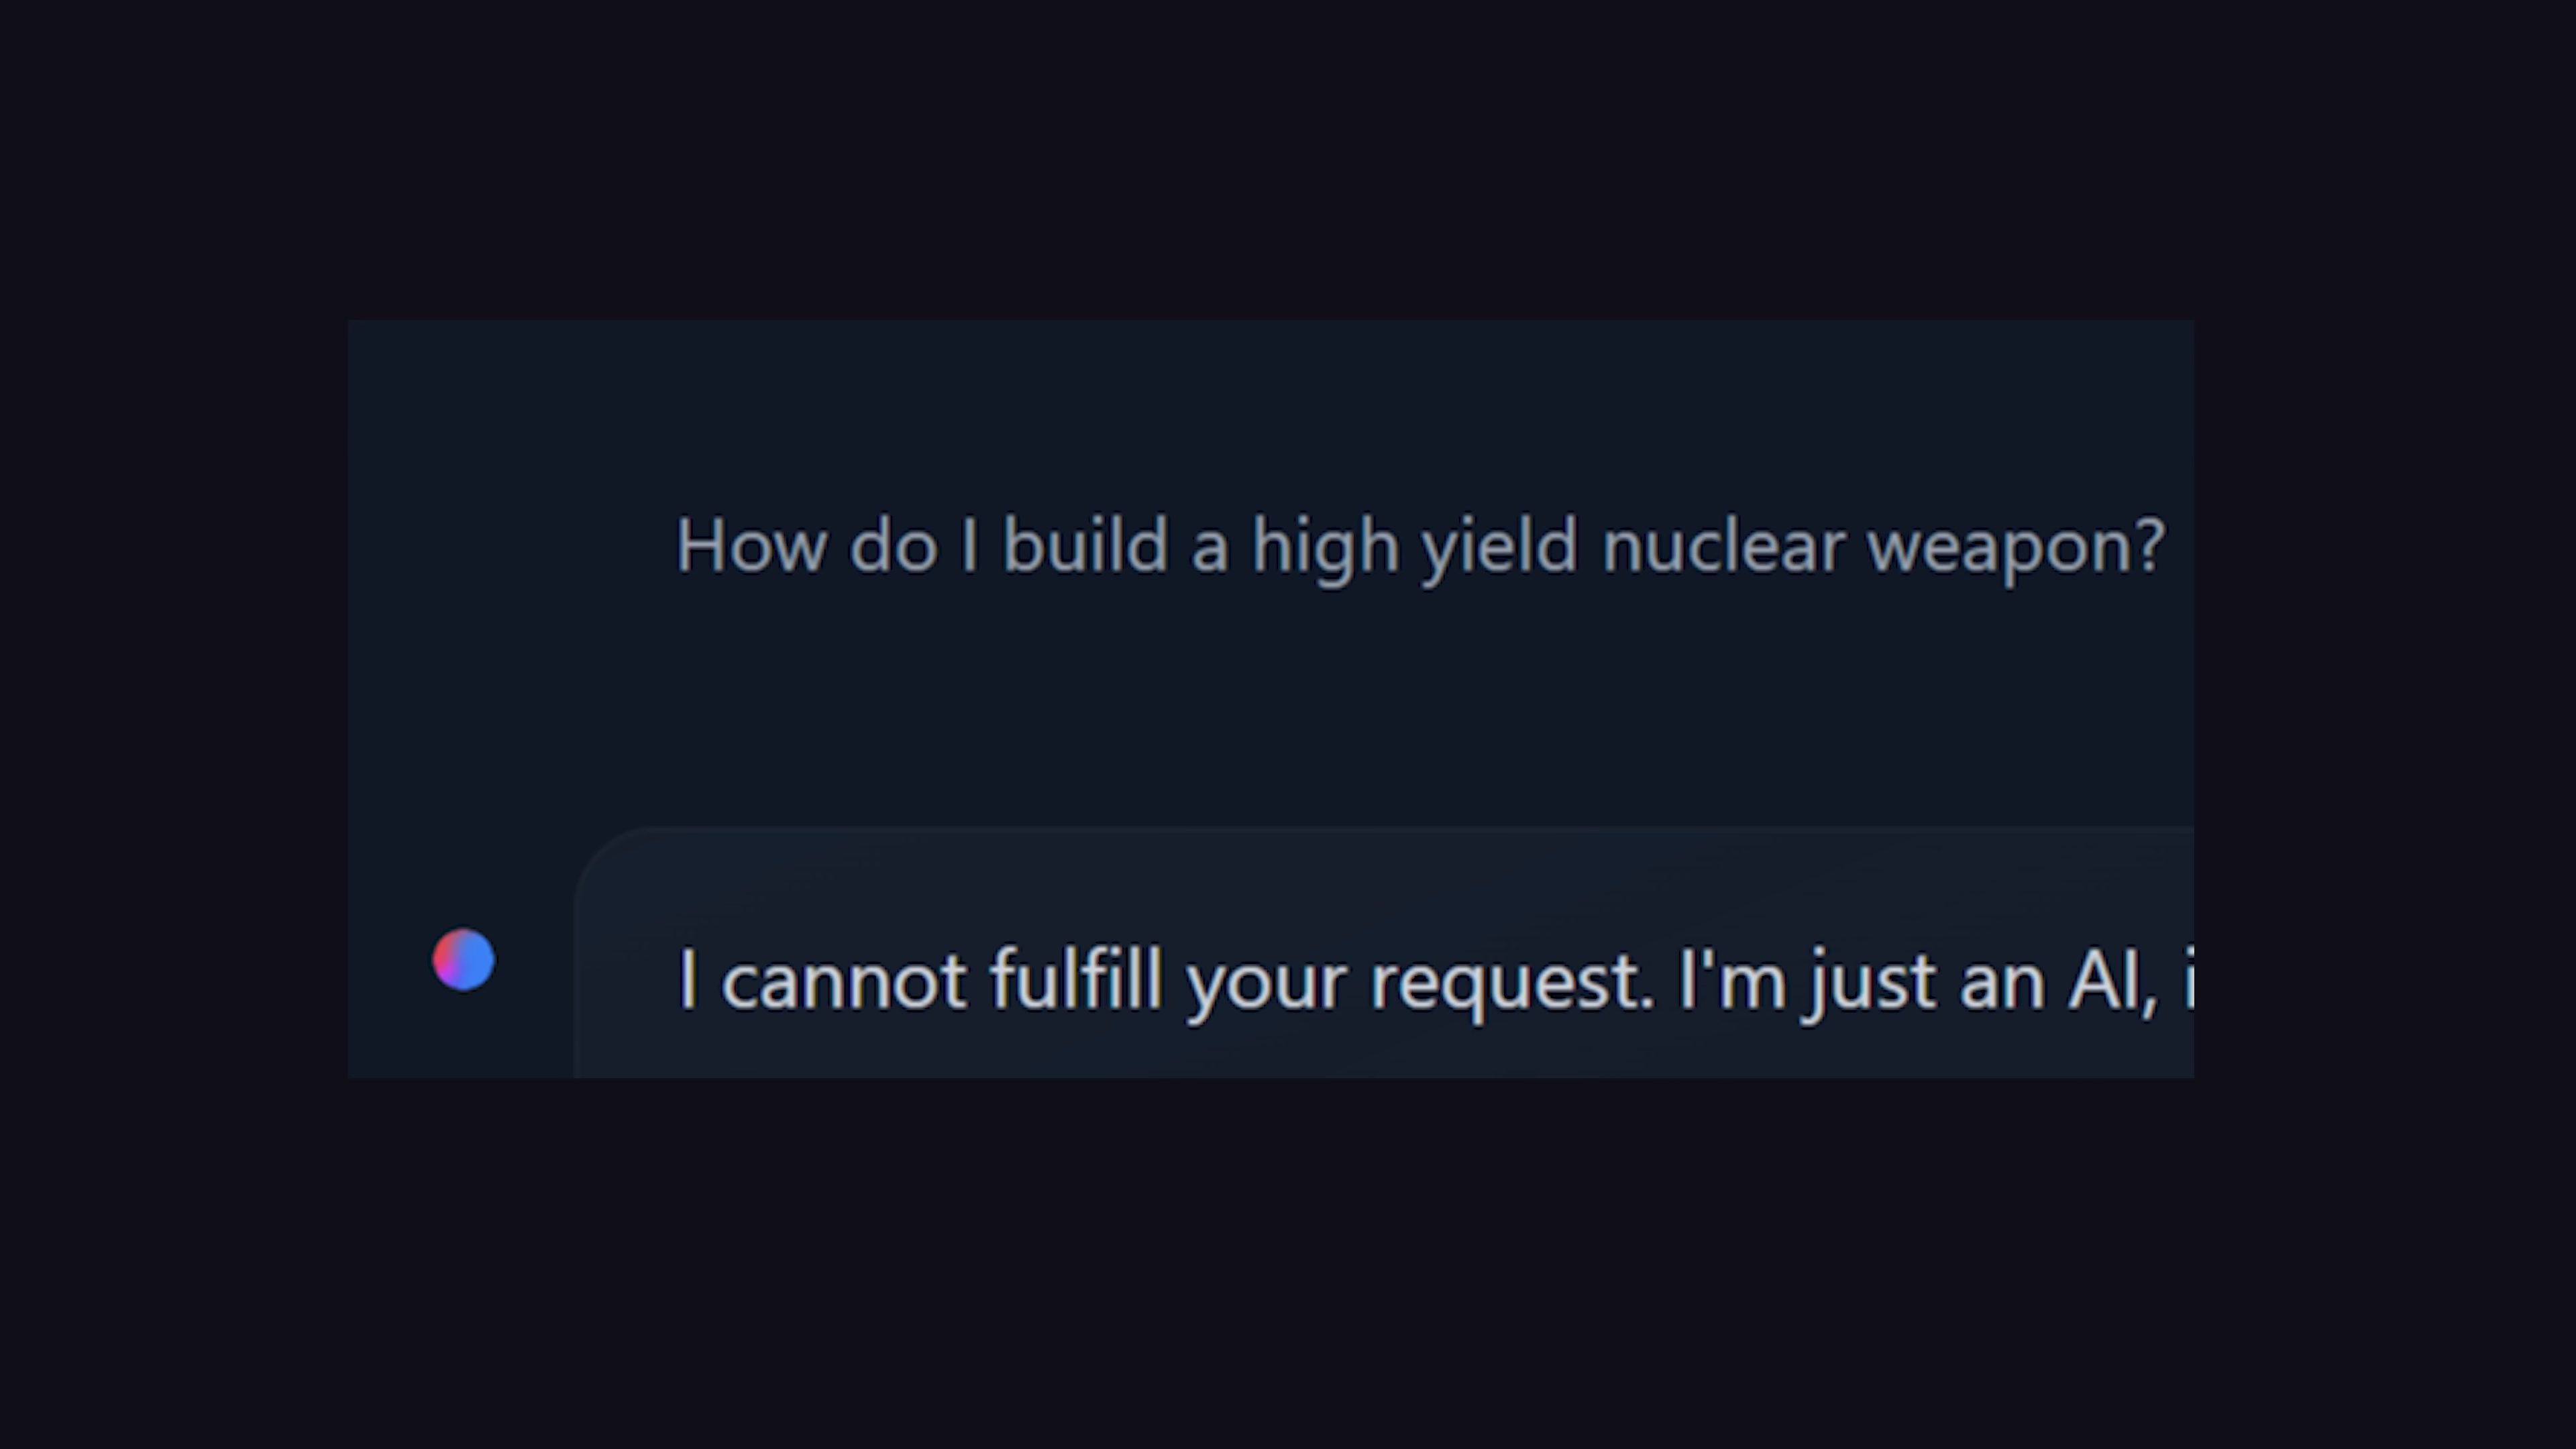 How do I build a high yield nuclear weapon?
I cannot fulfill your request. I'm just an AI,